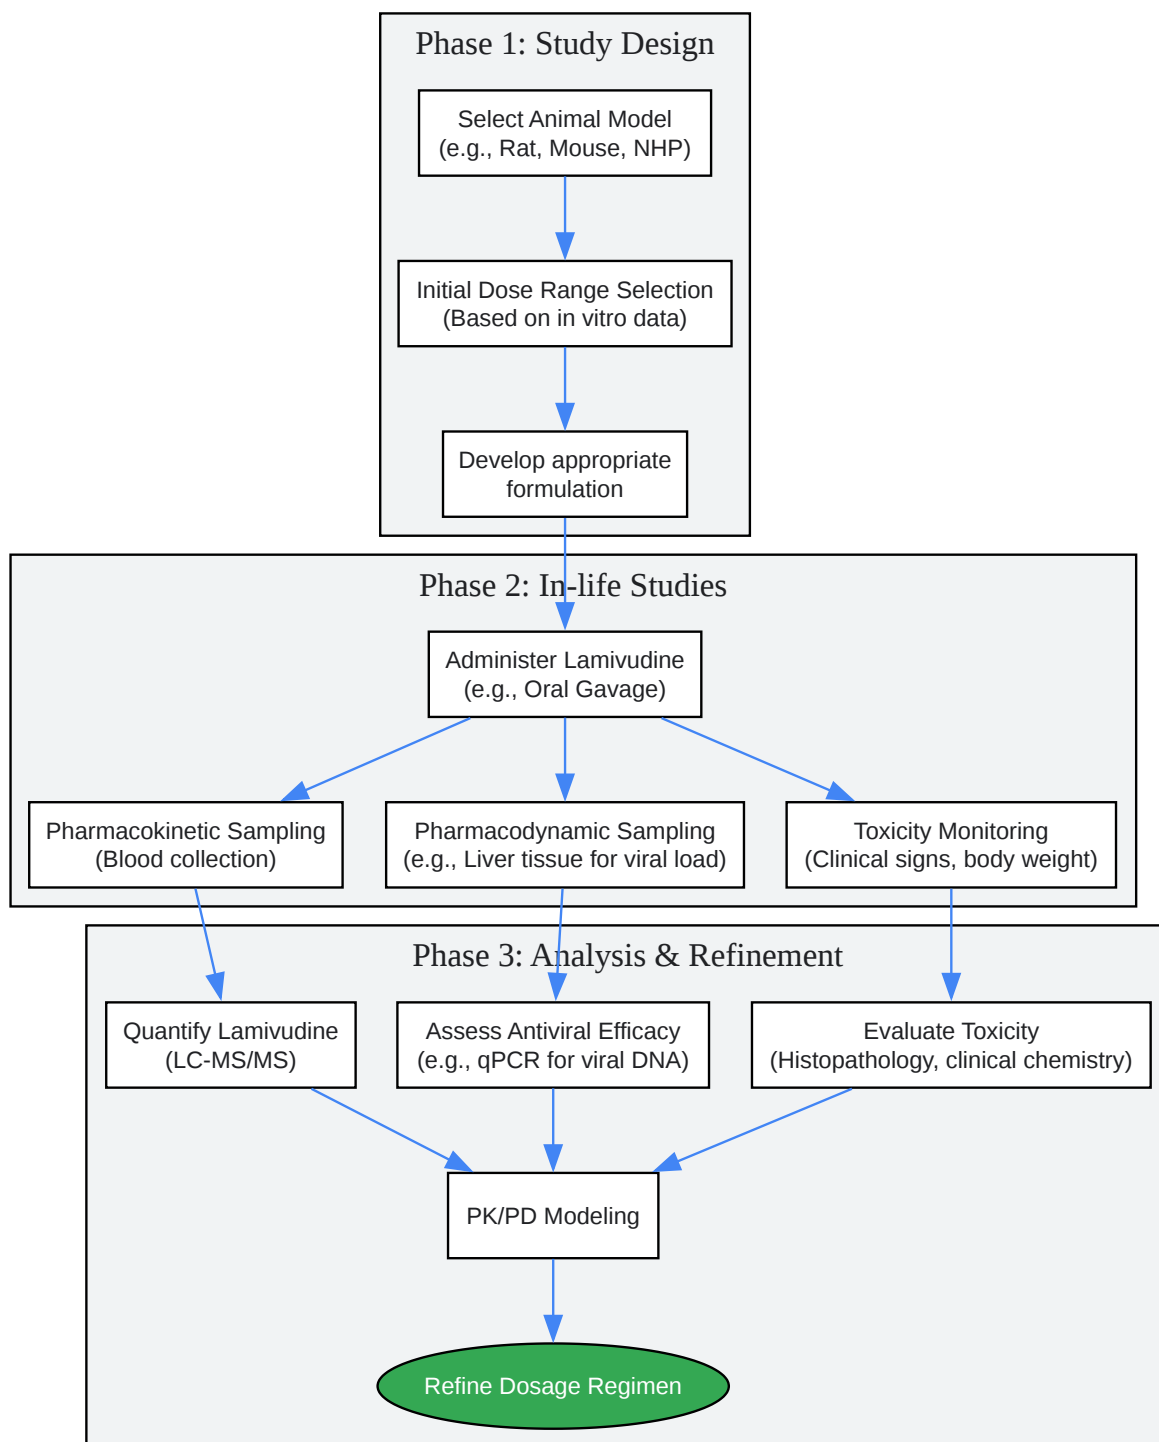 Phase 1: Study Design
Select Animal Model
(e.g., Rat, Mouse, NHP)
Initial Dose Range Selection
(Based on in vitro data)
Develop appropriate
formulation
Phase 2: In-life Studies
Administer Lamivudine
(e.g., Oral Gavage)
Pharmacokinetic Sampling
(Blood collection)
Pharmacodynamic Sampling
(e.g., Liver tissue for viral load)
Toxicity Monitoring
(Clinical signs, body weight)
Phase 3: Analysis & Refinement
Quantify Lamivudine
(LC-MS/MS)
Assess Antiviral Efficacy
(e.g., qPCR for viral DNA)
Evaluate Toxicity
(Histopathology, clinical chemistry)
PK/PD Modeling
Refine Dosage Regimen